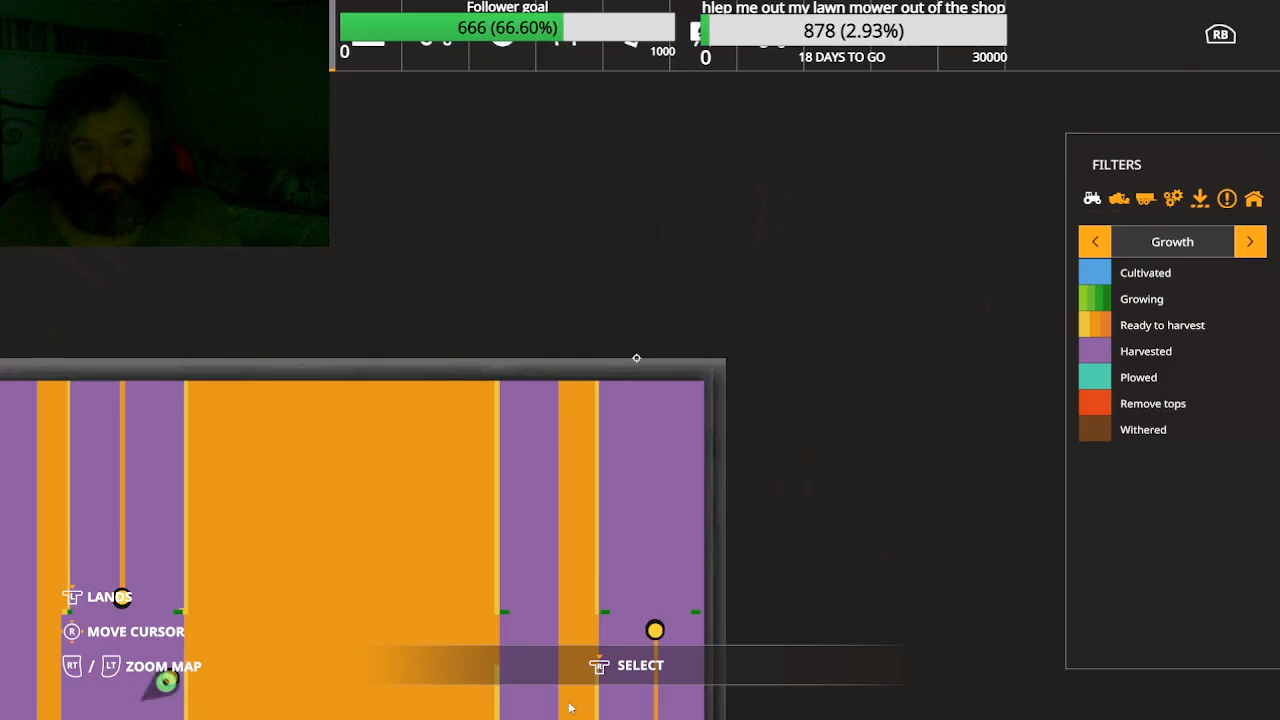 Follower goal
666 (66.60%)
0
1000
hlep me out my lawn mower out of the shop
878 (2.93%)
0
18 DAYS TO GO
30000
RB
FILTERS
Growth
Cultivated
Growing
Ready to harvest
Harvested
Plowed
Remove tops
Withered
L LANDS
R MOVE CURSOR
RT / LT ZOOM MAP
R SELECT